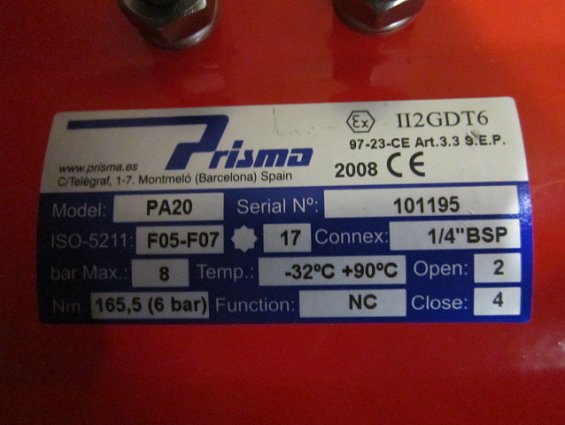 Prisma
www.prisma.es
C/Telègraf, 1-7. Montmeló (Barcelona) Spain
Ex II2GDT6
97-23-CE Art.3.3 S.E.P.
2008 CE
Model: PA20 Serial Nº: 101195
ISO-5211: F05-F07 17 Connex: 1/4"BSP
bar Max.: 8 Temp.: -32ºC +90ºC Open: 2
Nm: 165,5 (6 bar) Function: NC Close: 4